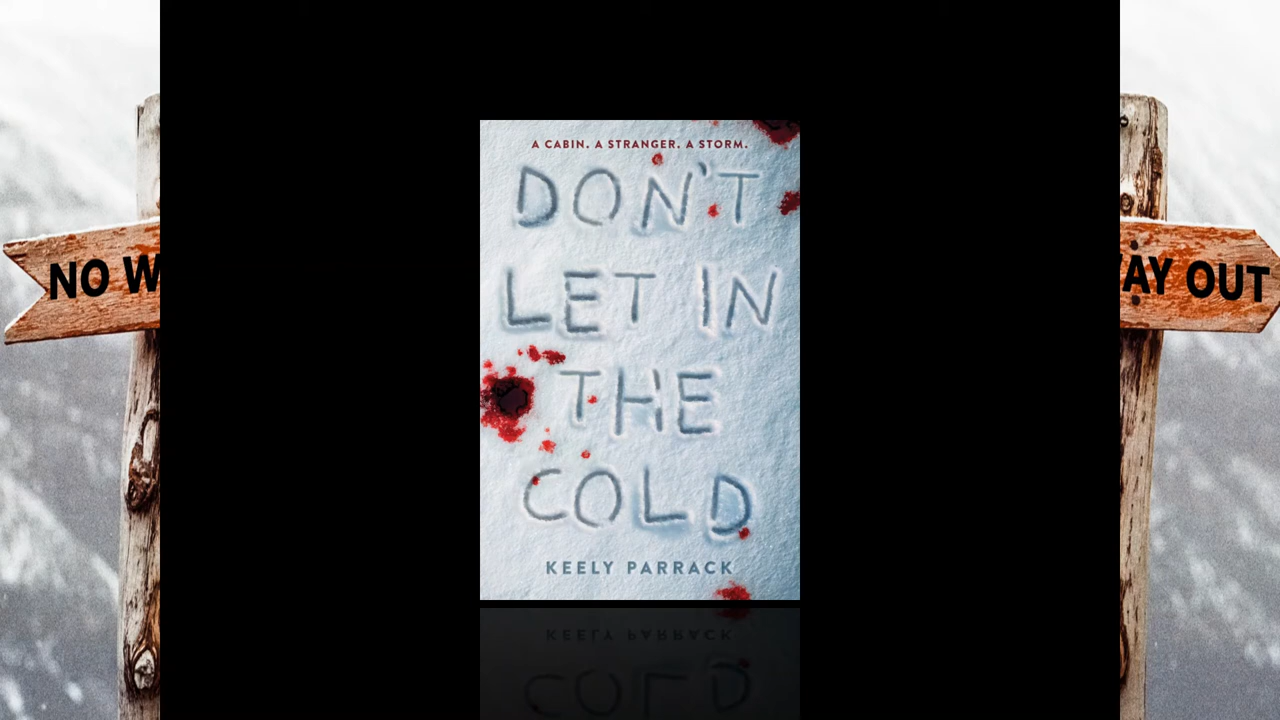 A CABIN. A STRANGER. A STORM.
DON'T
LET IN
THE
COLD
KEELY PARRACK
NO W
AY OUT